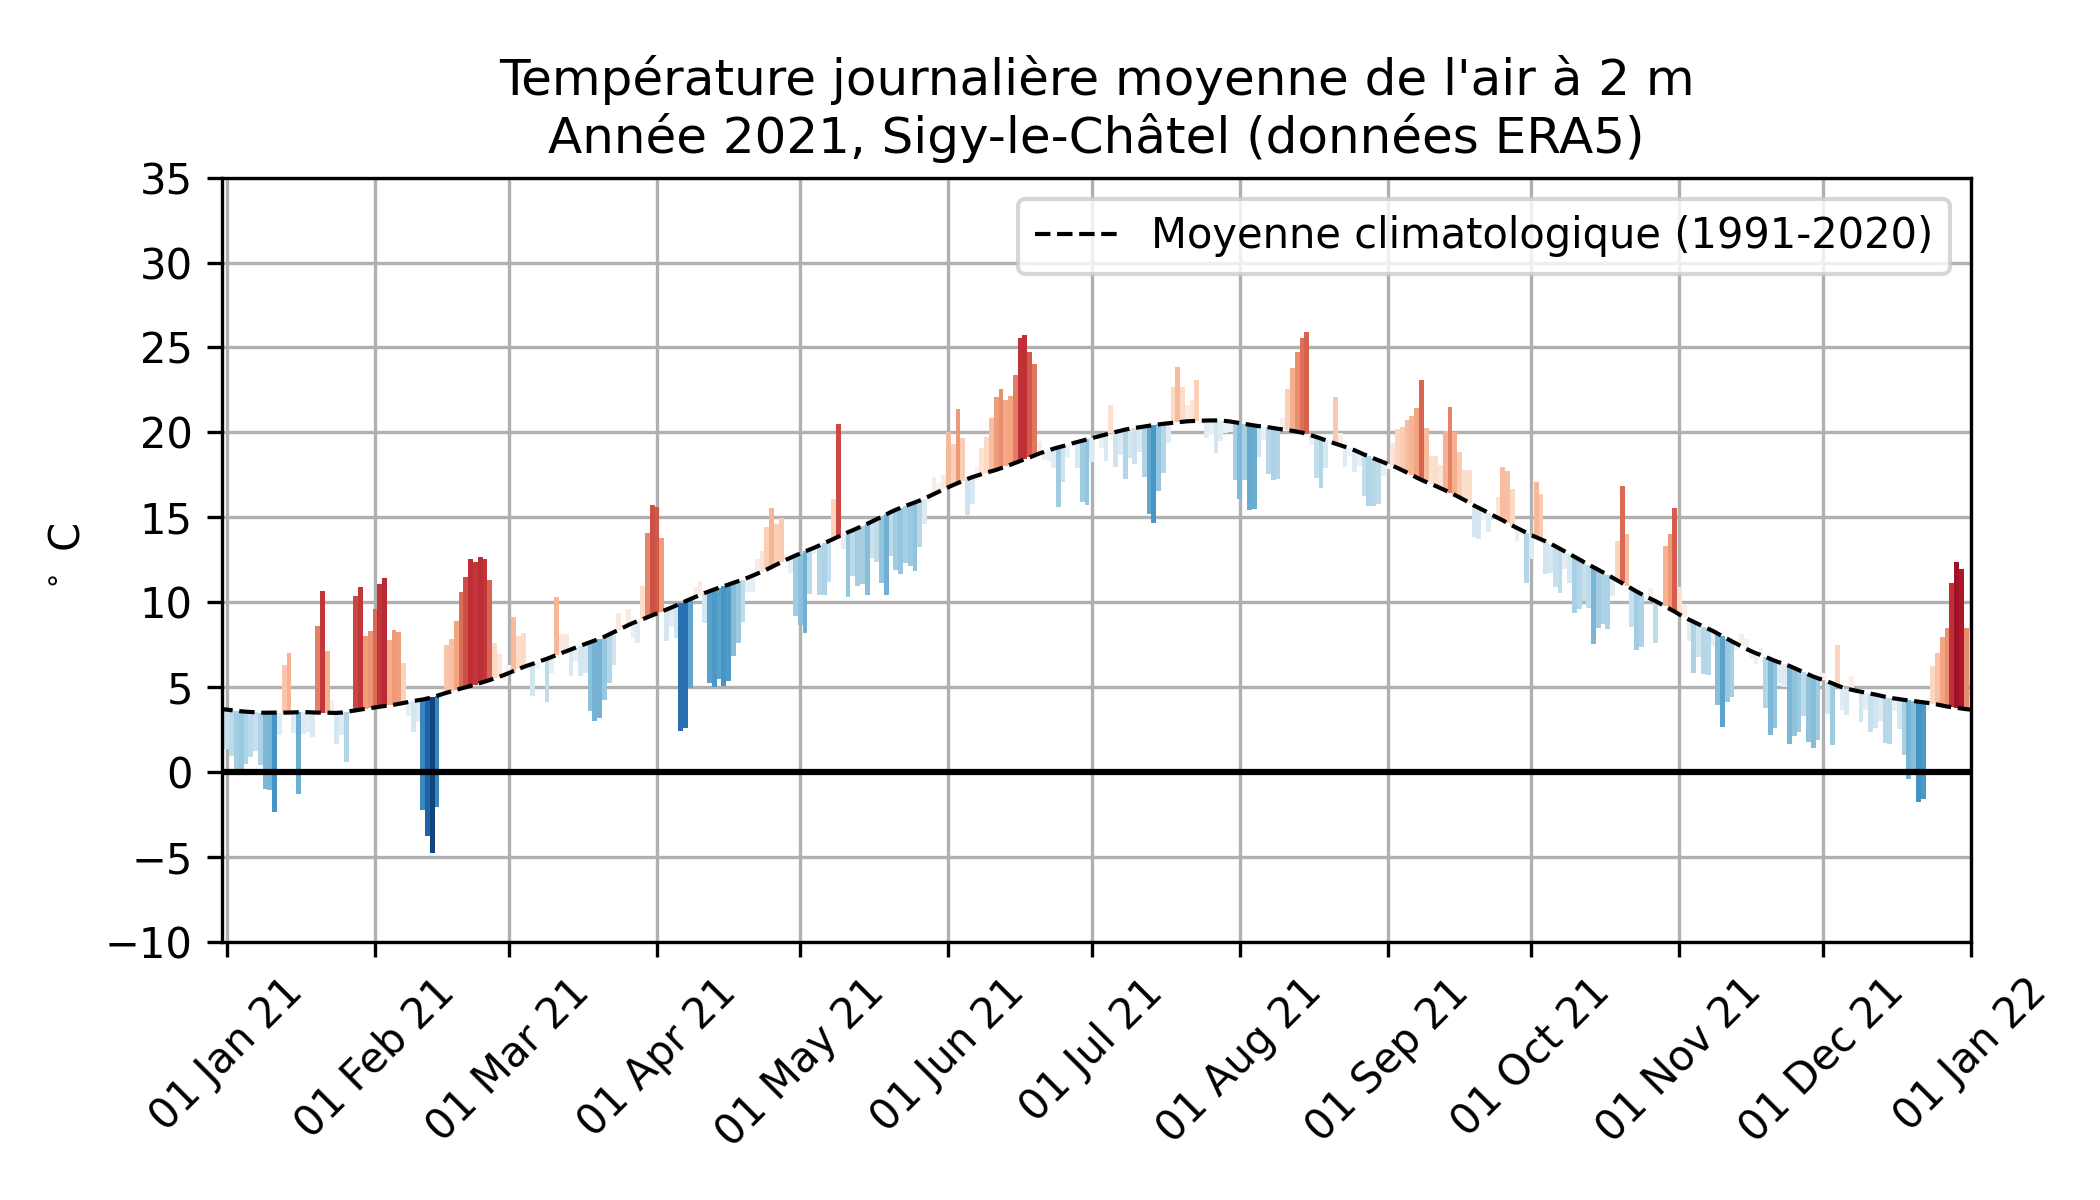 Température journalière moyenne de l'air à 2 m
Année 2021, Sigy-le-Châtel (données ERA5)
Moyenne climatologique (1991-2020)
° C
35
30
25
20
15
10
5
0
−5
−10
01 Jan 21
01 Feb 21
01 Mar 21
01 Apr 21
01 May 21
01 Jun 21
01 Jul 21
01 Aug 21
01 Sep 21
01 Oct 21
01 Nov 21
01 Dec 21
01 Jan 22